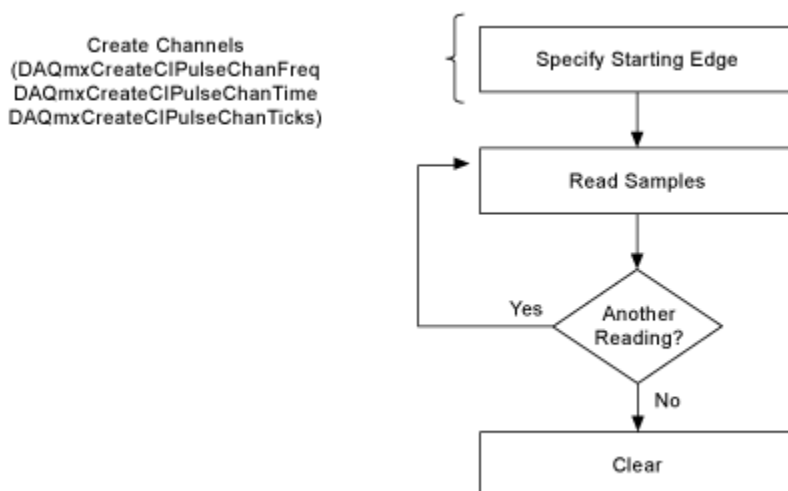 Create Channels
(DAQmxCreateCIPulseChanFreq
DAQmxCreateCIPulseChanTime
DAQmxCreateCIPulseChanTicks)
Specify Starting Edge
Read Samples
Yes
Another
Reading?
No
Clear